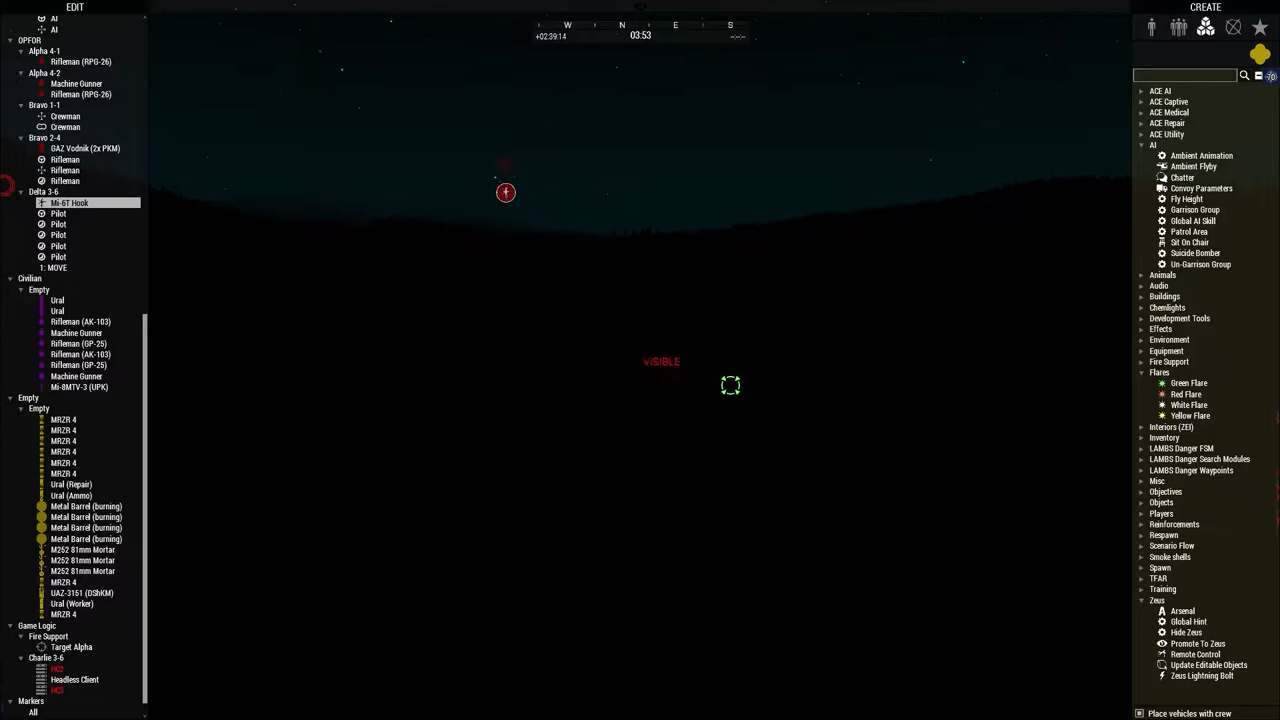 EDIT
AI
AI
OPFOR
Alpha 4-1
Rifleman (RPG-26)
Alpha 4-2
Machine Gunner
Rifleman (RPG-26)
Bravo 1-1
Crewman
Crewman
Bravo 2-4
GAZ Vodnik (2x PKM)
Rifleman
Rifleman
Rifleman
Delta 3-6
Mi-6T Hook
Pilot
Pilot
Pilot
Pilot
Pilot
1: MOVE
Civilian
Empty
Ural
Ural
Rifleman (AK-103)
Machine Gunner
Rifleman (GP-25)
Rifleman (AK-103)
Rifleman (GP-25)
Machine Gunner
Mi-8MTV-3 (UPK)
Empty
Empty
MRZR 4
MRZR 4
MRZR 4
MRZR 4
MRZR 4
MRZR 4
Ural (Repair)
Ural (Ammo)
Metal Barrel (burning)
Metal Barrel (burning)
Metal Barrel (burning)
Metal Barrel (burning)
M252 81mm Mortar
M252 81mm Mortar
M252 81mm Mortar
MRZR 4
UAZ-3151 (DShKM)
Ural (Worker)
MRZR 4
Game Logic
Fire Support
Target Alpha
Charlie 3-6
HC2
Headless Client
HC3
Markers
All
W N E S
+02:39:14 03:53 --:--
VISIBLE
CREATE
ACE AI
ACE Captive
ACE Medical
ACE Repair
ACE Utility
AI
Ambient Animation
Ambient Flyby
Chatter
Convoy Parameters
Fly Height
Garrison Group
Global AI Skill
Patrol Area
Sit On Chair
Suicide Bomber
Un-Garrison Group
Animals
Audio
Buildings
Chemlights
Development Tools
Effects
Environment
Equipment
Fire Support
Flares
Green Flare
Red Flare
White Flare
Yellow Flare
Interiors (ZEI)
Inventory
LAMBS Danger FSM
LAMBS Danger Search Modules
LAMBS Danger Waypoints
Misc
Objectives
Objects
Players
Reinforcements
Respawn
Scenario Flow
Smoke shells
Spawn
TFAR
Training
Zeus
Arsenal
Global Hint
Hide Zeus
Promote To Zeus
Remote Control
Update Editable Objects
Zeus Lightning Bolt
Place vehicles with crew